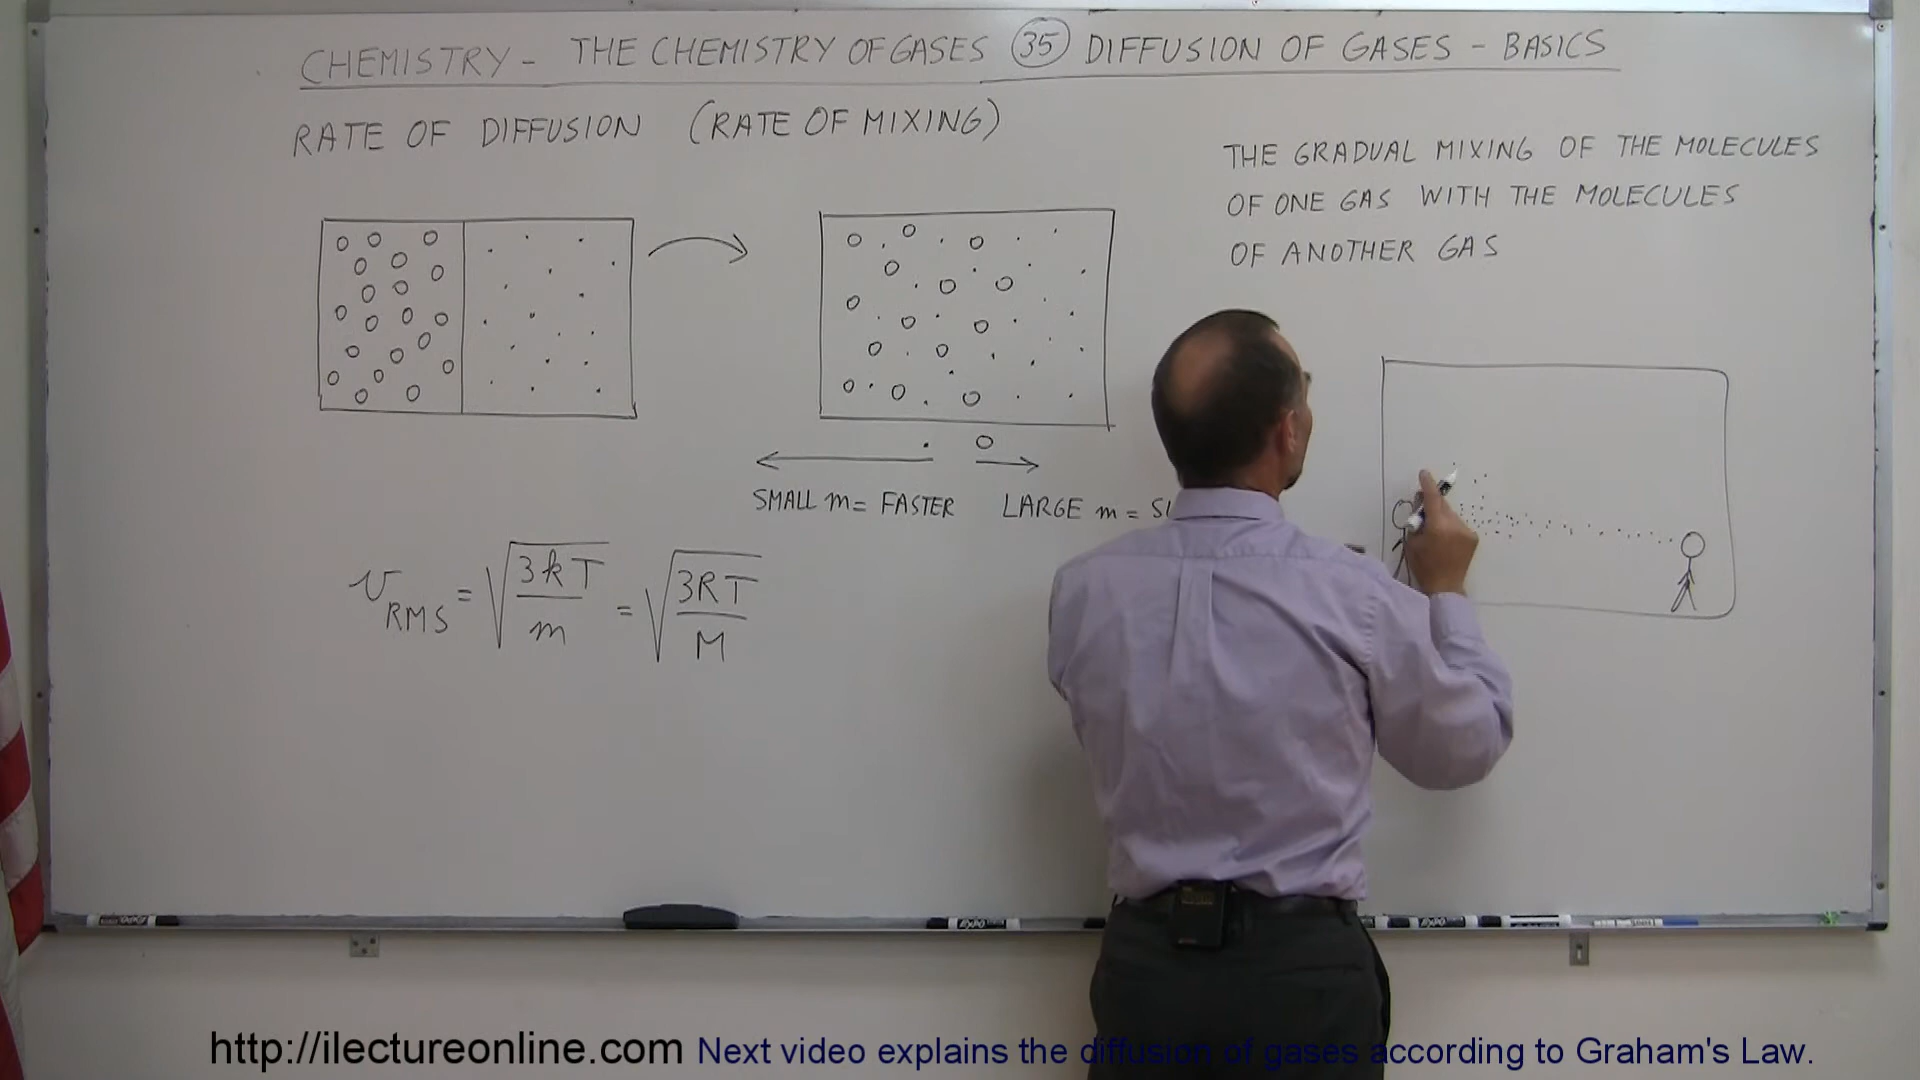 CHEMISTRY - THE CHEMISTRY OF GASES 35 DIFFUSION OF GASES - BASICS
RATE OF DIFFUSION (RATE OF MIXING)
THE GRADUAL MIXING OF THE MOLECULES
OF ONE GAS WITH THE MOLECULES
OF ANOTHER GAS
SMALL m = FASTER LARGE m =
v_RMS = √(3kT/m) = √(3RT/M)
http://ilectureonline.com Next video explains the diffusion of gases according to Graham's Law.